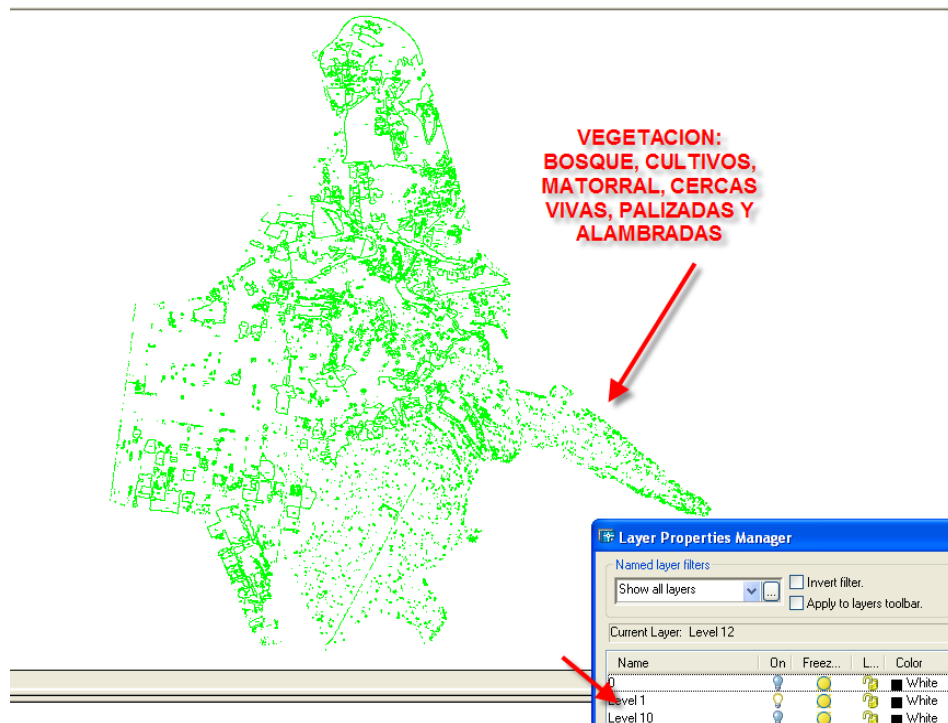 VEGETACION:
BOSQUE, CULTIVOS,
MATORRAL, CERCAS
VIVAS, PALIZADAS Y
ALAMBRADAS
Layer Properties Manager
Named layer filters
Show all layers
...
Invert filter.
Apply to layers toolbar.
Current Layer: Level 12
Name On Freez... L... Color
0 White
Level 1 White
Level 10 White